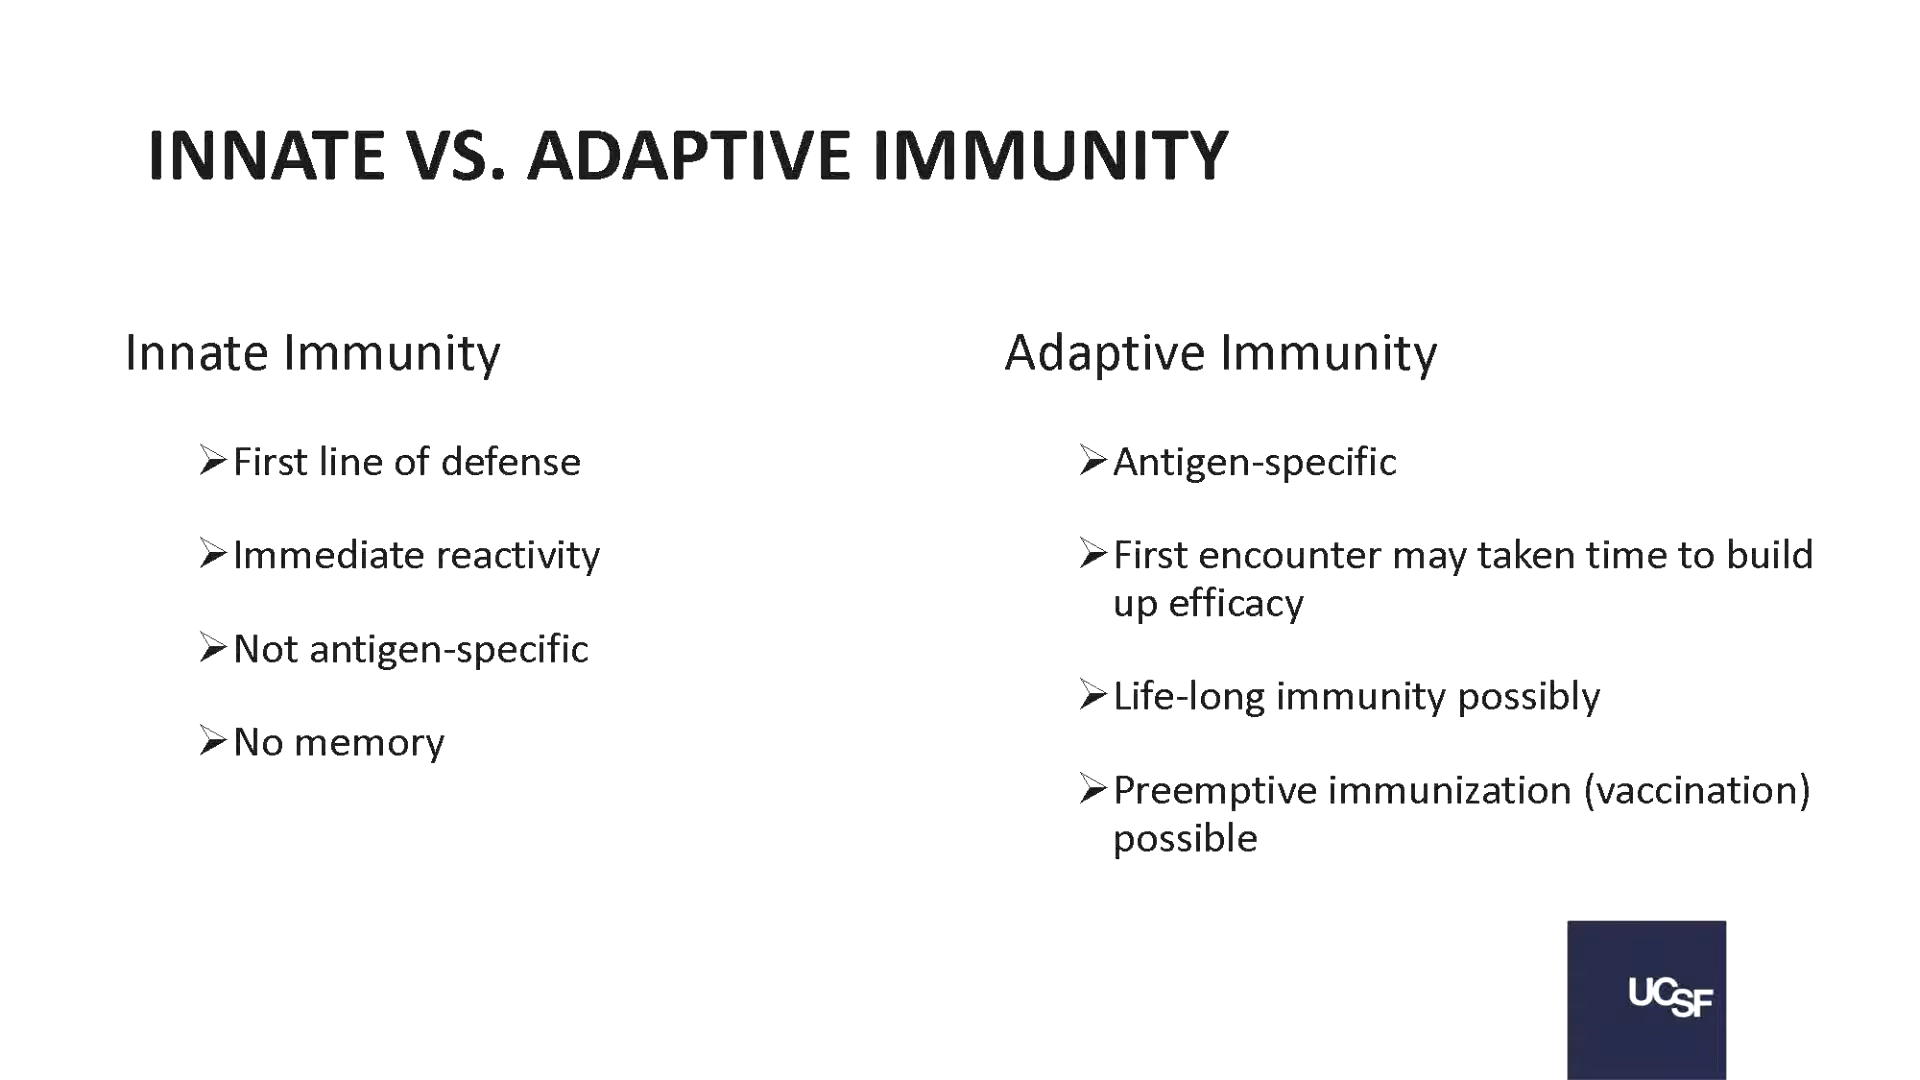 INNATE VS. ADAPTIVE IMMUNITY
Innate Immunity
First line of defense
Immediate reactivity
Not antigen-specific
No memory
Adaptive Immunity
Antigen-specific
First encounter may taken time to build
up efficacy
Life-long immunity possibly
Preemptive immunization (vaccination)
possible
UCSF